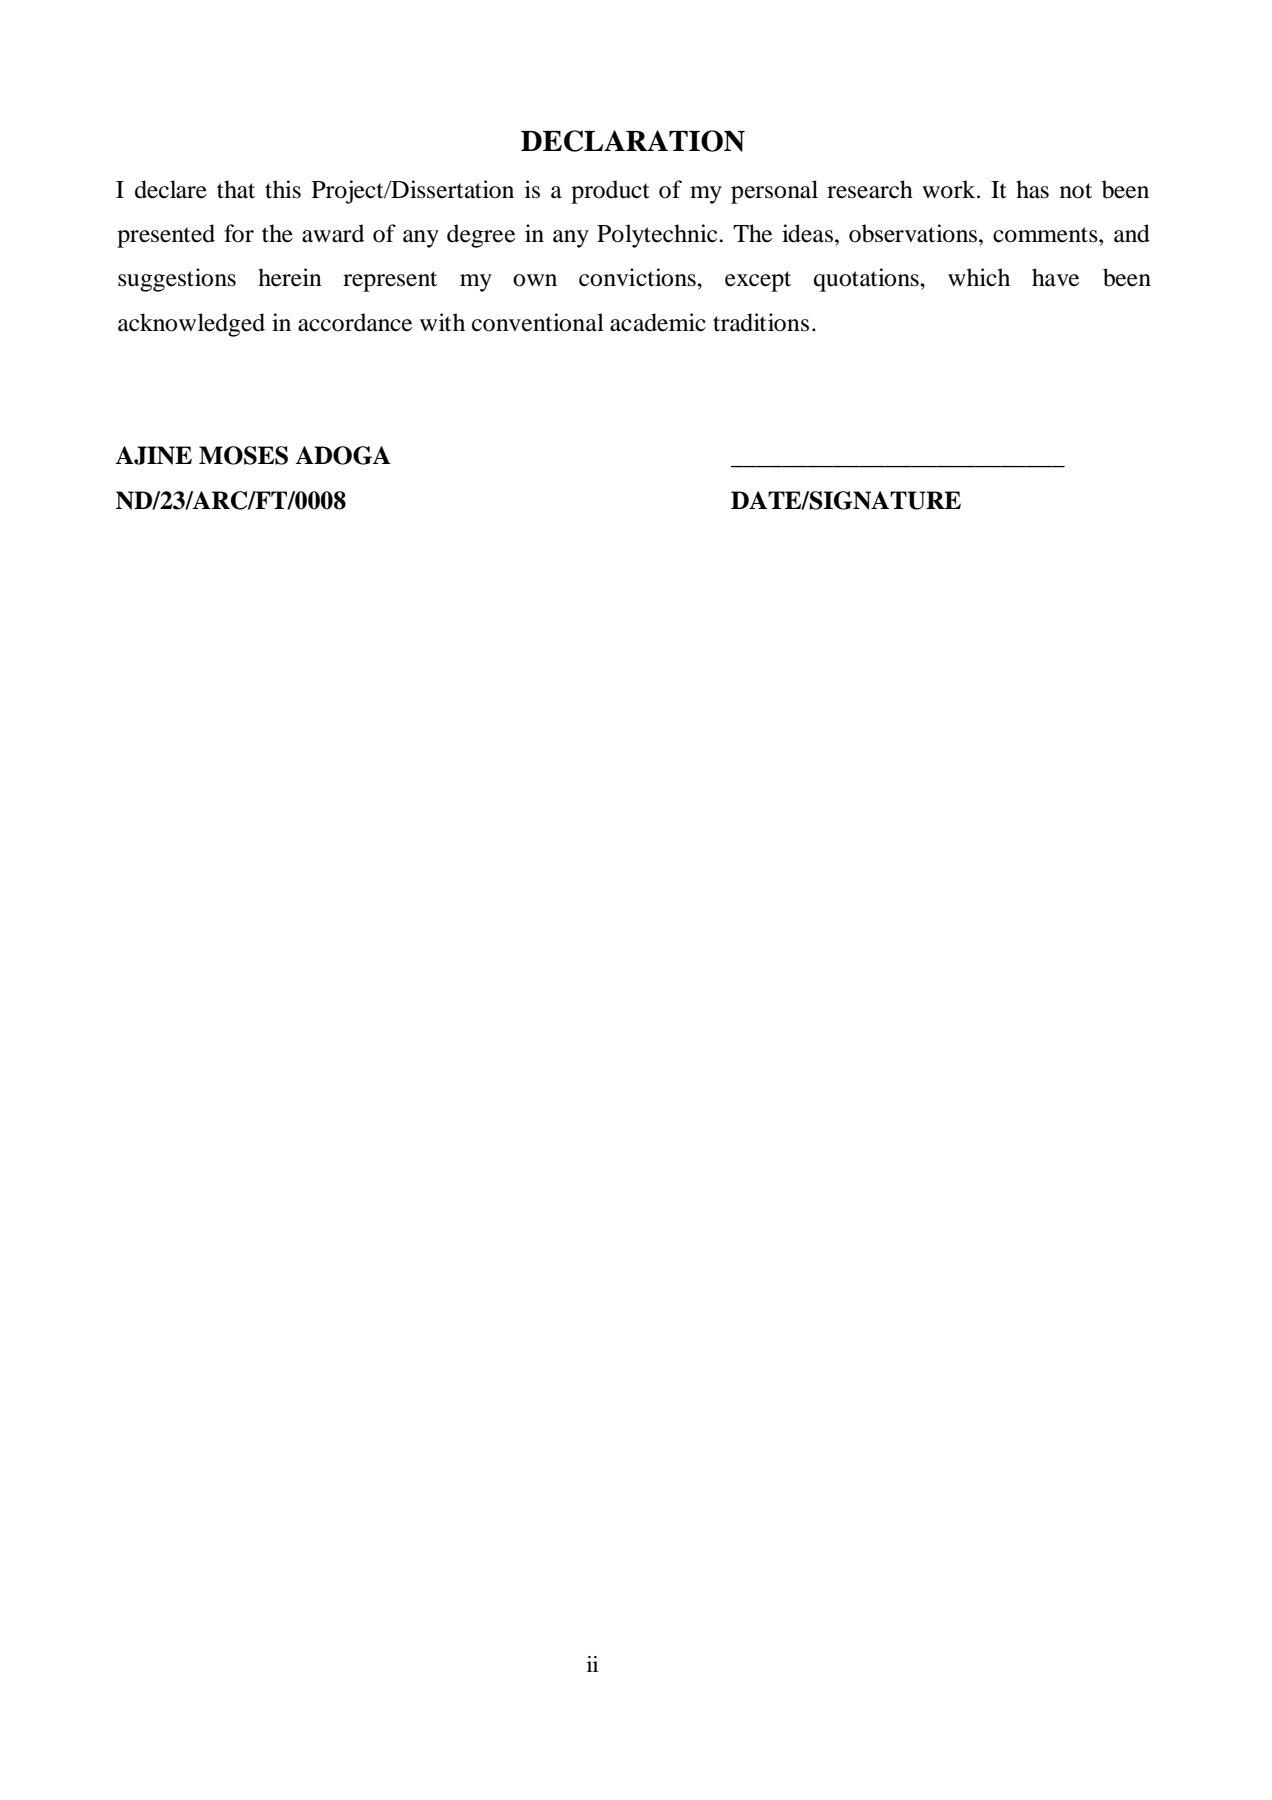 DECLARATION
I declare that this Project/Dissertation is a product of my personal research work. It has not been
presented for the award of any degree in any Polytechnic. The ideas, observations, comments, and
suggestions herein represent my own convictions, except quotations, which have been
acknowledged in accordance with conventional academic traditions.
AJINE MOSES ADOGA __________________________
ND/23/ARC/FT/0008 DATE/SIGNATURE
ii